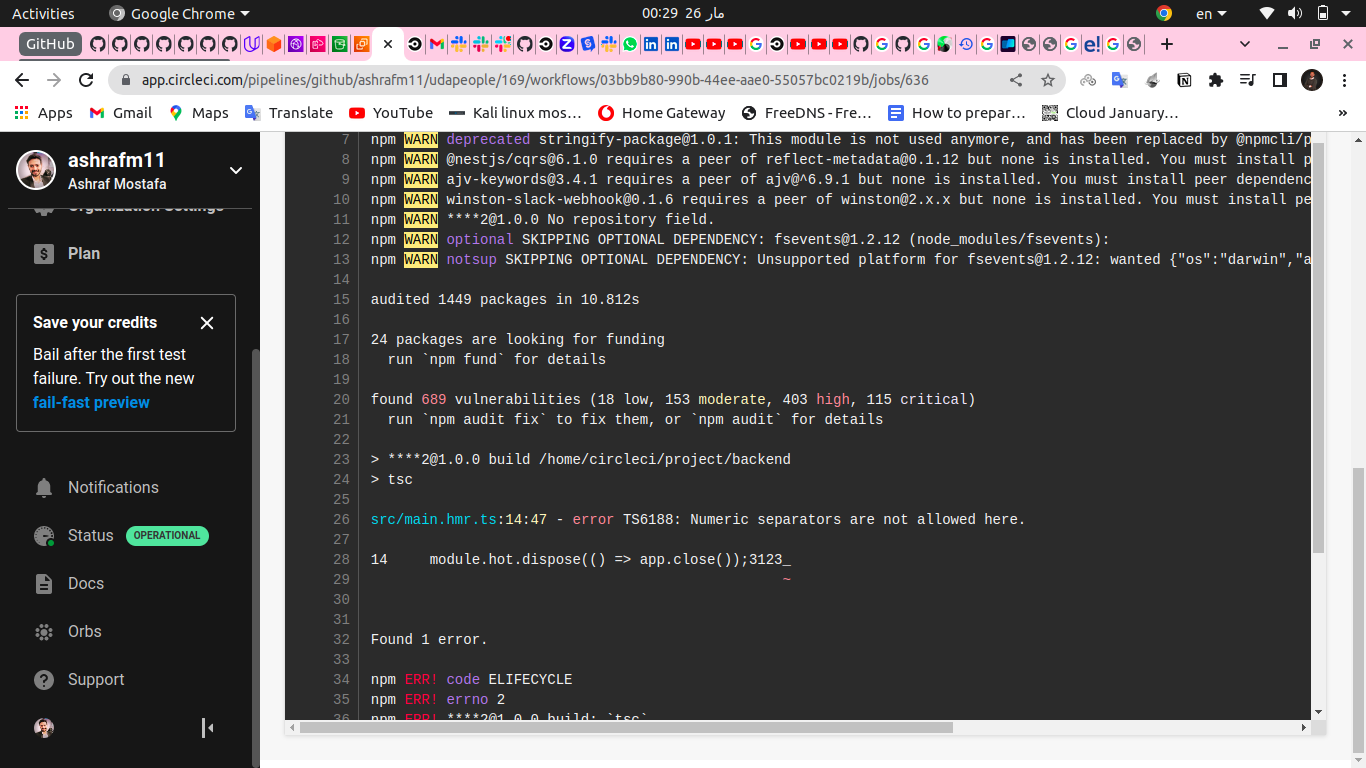 Activities
Google Chrome
00:29 26 مار
en
GitHub
app.circleci.com/pipelines/github/ashrafm11/udapeople/169/workflows/03bb9b80-990b-44ee-aae0-55057bc0219b/jobs/636
Apps
Gmail
Maps
Translate
YouTube
Kali linux mos…
Home Gateway
FreeDNS - Fre…
How to prepar…
Cloud January…
»
ashrafm11
Ashraf Mostafa
Organization Settings
Plan
Save your credits
Bail after the first test
failure. Try out the new
fail-fast preview
Notifications
Status OPERATIONAL
Docs
Orbs
Support
7 npm WARN deprecated stringify-package@1.0.1: This module is not used anymore, and has been replaced by @npmcli/p
8 npm WARN @nestjs/cqrs@6.1.0 requires a peer of reflect-metadata@0.1.12 but none is installed. You must install p
9 npm WARN ajv-keywords@3.4.1 requires a peer of ajv@^6.9.1 but none is installed. You must install peer dependenc
10 npm WARN winston-slack-webhook@0.1.6 requires a peer of winston@2.x.x but none is installed. You must install pe
11 npm WARN ****2@1.0.0 No repository field.
12 npm WARN optional SKIPPING OPTIONAL DEPENDENCY: fsevents@1.2.12 (node_modules/fsevents):
13 npm WARN notsup SKIPPING OPTIONAL DEPENDENCY: Unsupported platform for fsevents@1.2.12: wanted {"os":"darwin","a
14
15 audited 1449 packages in 10.812s
16
17 24 packages are looking for funding
18 run `npm fund` for details
19
20 found 689 vulnerabilities (18 low, 153 moderate, 403 high, 115 critical)
21 run `npm audit fix` to fix them, or `npm audit` for details
22
23 > ****2@1.0.0 build /home/circleci/project/backend
24 > tsc
25
26 src/main.hmr.ts:14:47 - error TS6188: Numeric separators are not allowed here.
27
28 14 module.hot.dispose(() => app.close());3123_
29 ~
30
31
32 Found 1 error.
33
34 npm ERR! code ELIFECYCLE
35 npm ERR! errno 2
36 npm ERR! ****2@1.0.0 build: `tsc`